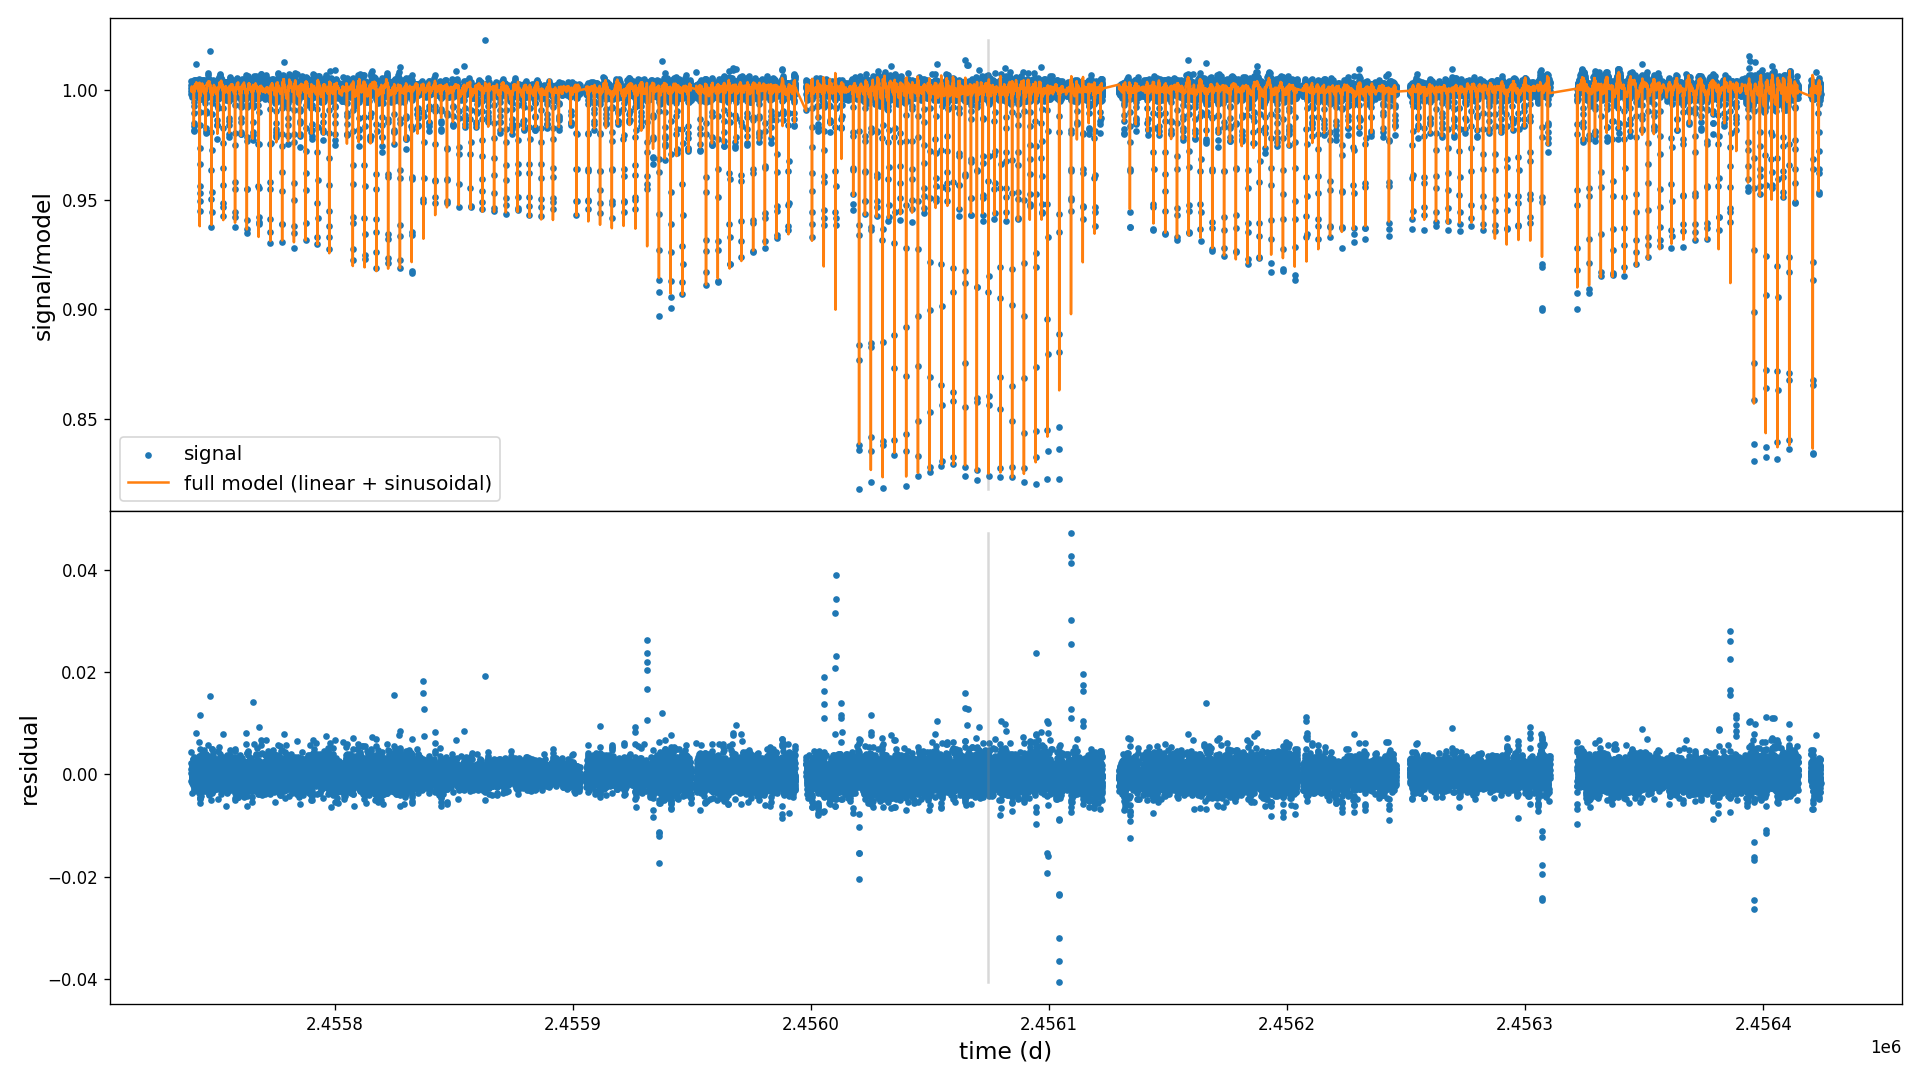 signal/model
1.00
0.95
0.90
0.85
signal
full model (linear + sinusoidal)
residual
0.04
0.02
0.00
−0.02
−0.04
2.4558
2.4559
2.4560
2.4561
2.4562
2.4563
2.4564
1e6
time (d)